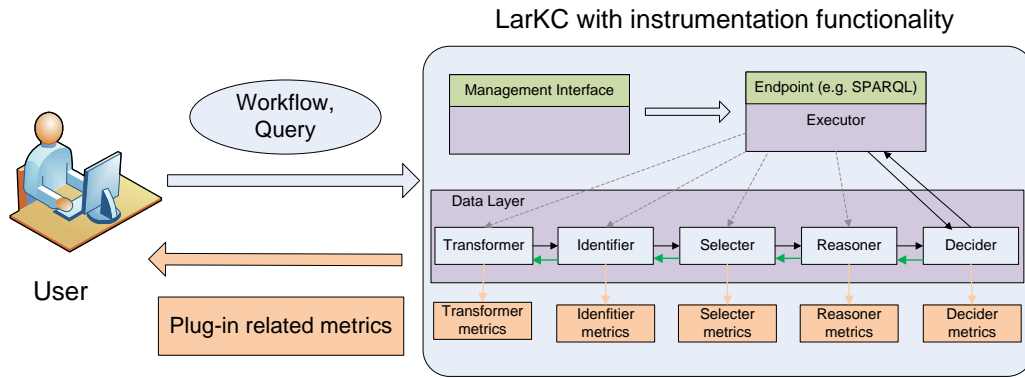 LarKC with instrumentation functionality
Workflow,
Query
Management Interface
Endpoint (e.g. SPARQL)
Executor
Data Layer
Transformer
Identifier
Selecter
Reasoner
Decider
User
Plug-in related metrics
Transformer
metrics
Idenfitier
metrics
Selecter
metrics
Reasoner
metrics
Decider
metrics